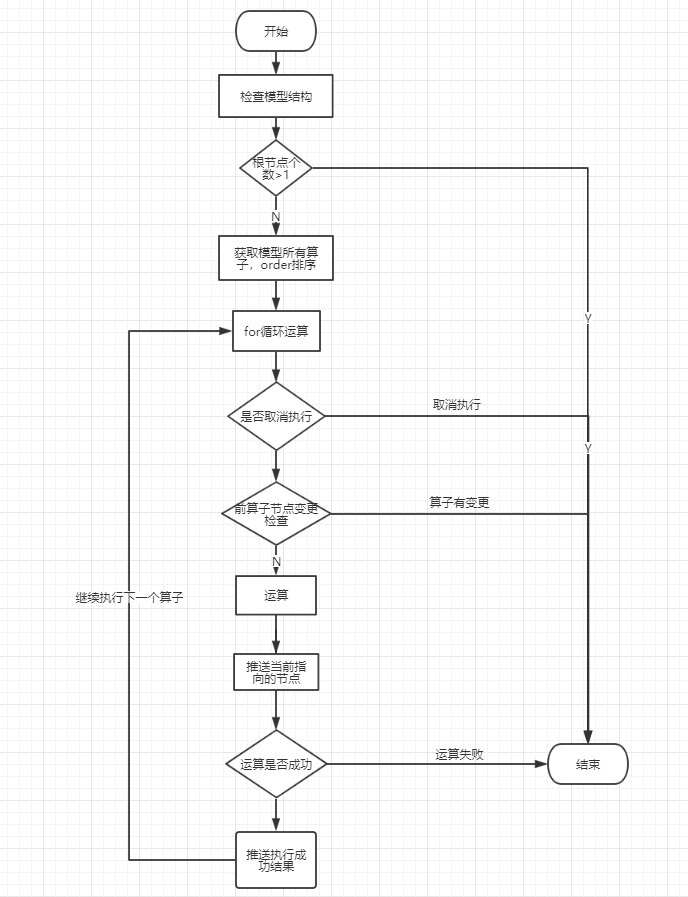 开始
检查模型结构
根节点个
数>1
N
获取模型所有算
子，order排序
Y
for循环运算
是否取消执行
取消执行
Y
前算子节点变更
检查
算子有变更
N
运算
继续执行下一个算子
推送当前指
向的节点
运算是否成功
运算失败
结束
推送执行成
功结果